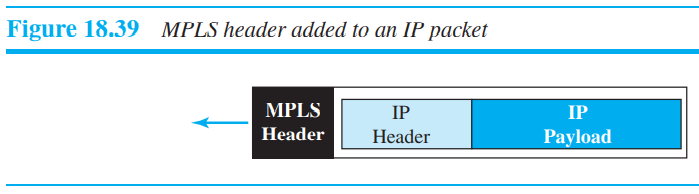 Figure 18.39 MPLS header added to an IP packet
MPLS Header
IP Header
IP Payload